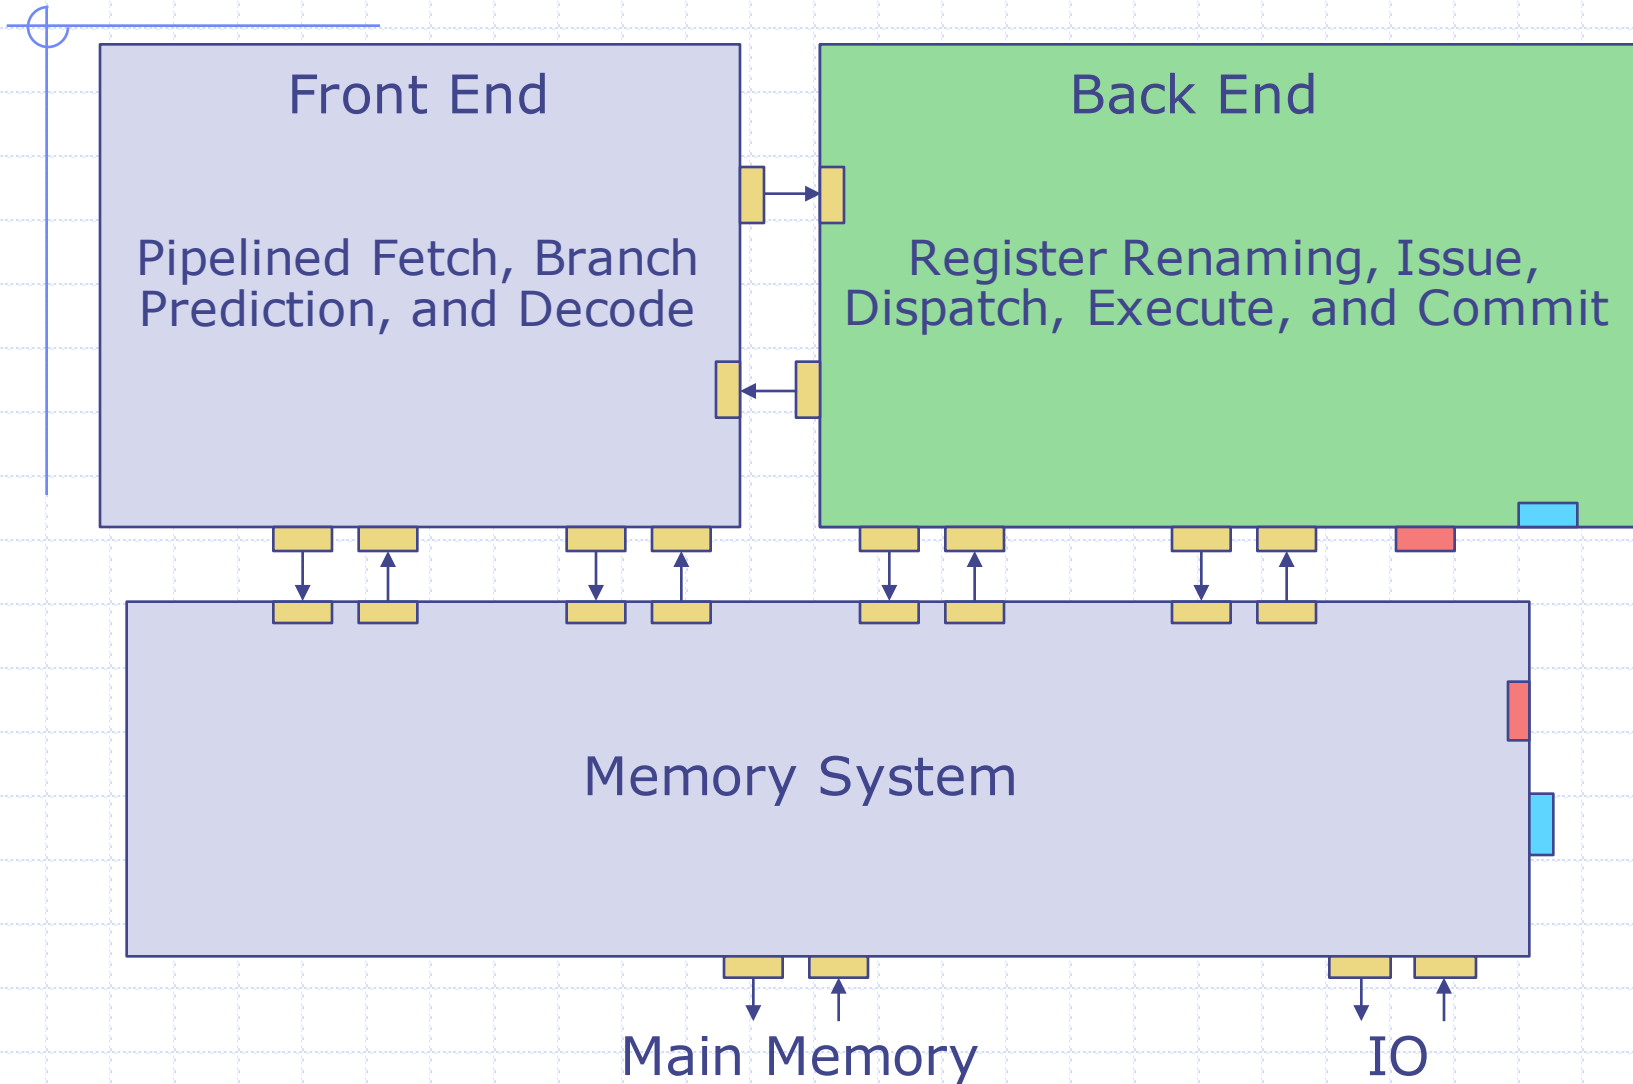 Front End
Pipelined Fetch, Branch
Prediction, and Decode
Back End
Register Renaming, Issue,
Dispatch, Execute, and Commit
Memory System
Main Memory
IO